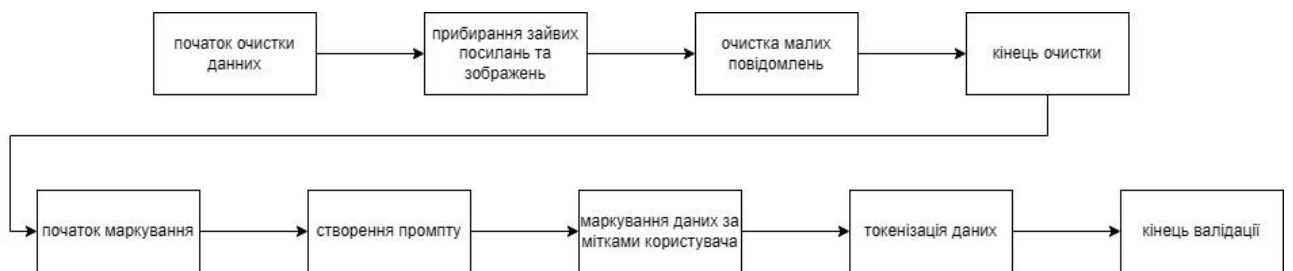 початок очистки
данних
прибирання зайвих
посилань та
зображень
очистка малих
повідомлень
кінець очистки
початок маркування
створення промпту
маркування даних за
мітками користувача
токенізація даних
кінець валідації